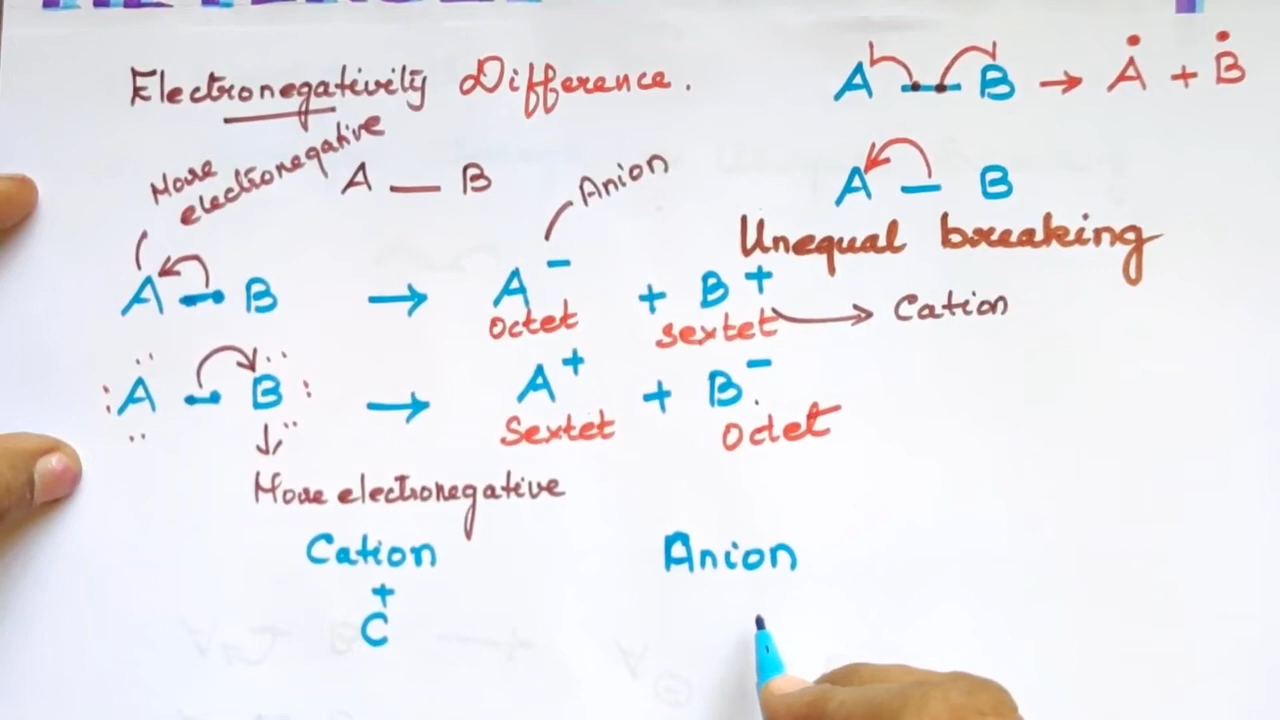 Electronegativity Difference.
A — B → Ȧ + Ḃ
More electronegative
A — B
Anion
A — B
Unequal breaking
A — B → A⁻ + B⁺
Octet Sextet → Cation
A — B → A⁺ + B⁻
Sextet Octet
More electronegative
Cation Anion
C⁺